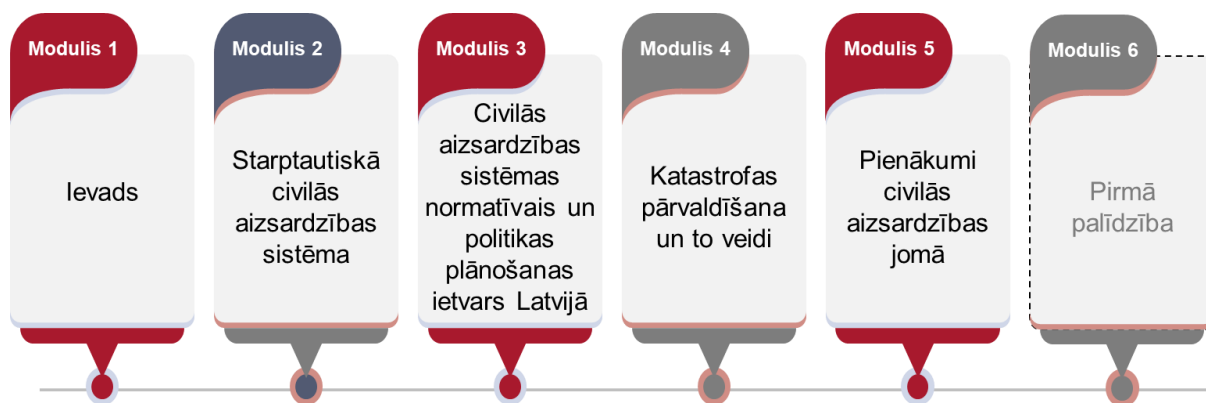 Modulis 1
Ievads
Modulis 2
Starptautiskā
civilās
aizsardzības
sistēma
Modulis 3
Civilās
aizsardzības
sistēmas
normatīvais un
politikas
plānošanas
ietvars Latvijā
Modulis 4
Katastrofas
pārvaldīšana
un to veidi
Modulis 5
Pienākumi
civilās
aizsardzības
jomā
Modulis 6
Pirmā
palīdzība